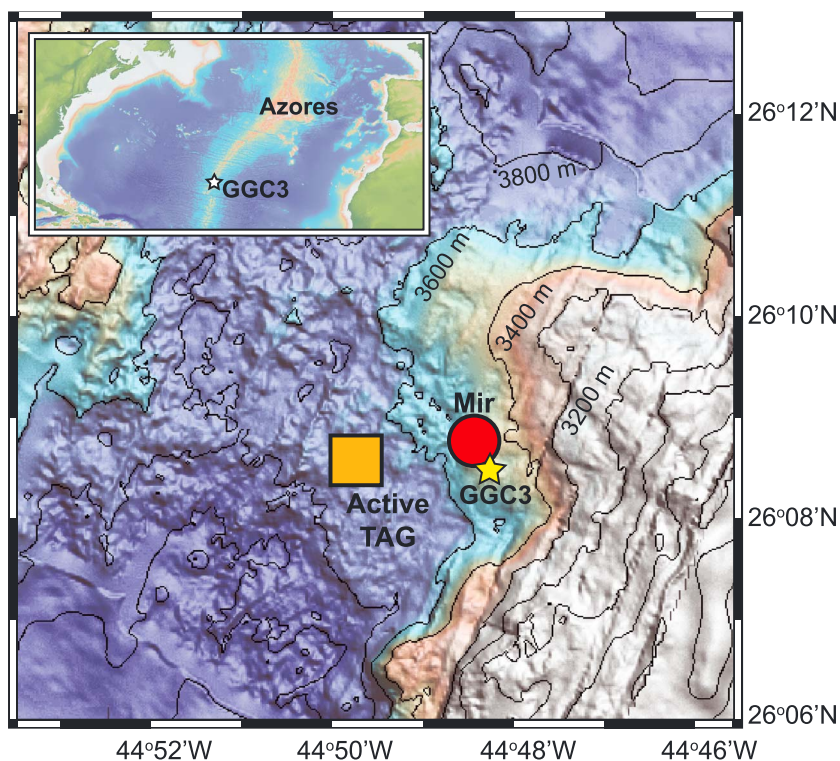 Azores
GGC3
26°12'N
3800 m
3600 m
26°10'N
3400 m
3200 m
Mir
GGC3
Active
TAG
26°08'N
26°06'N
44°52'W
44°50'W
44°48'W
44°46'W